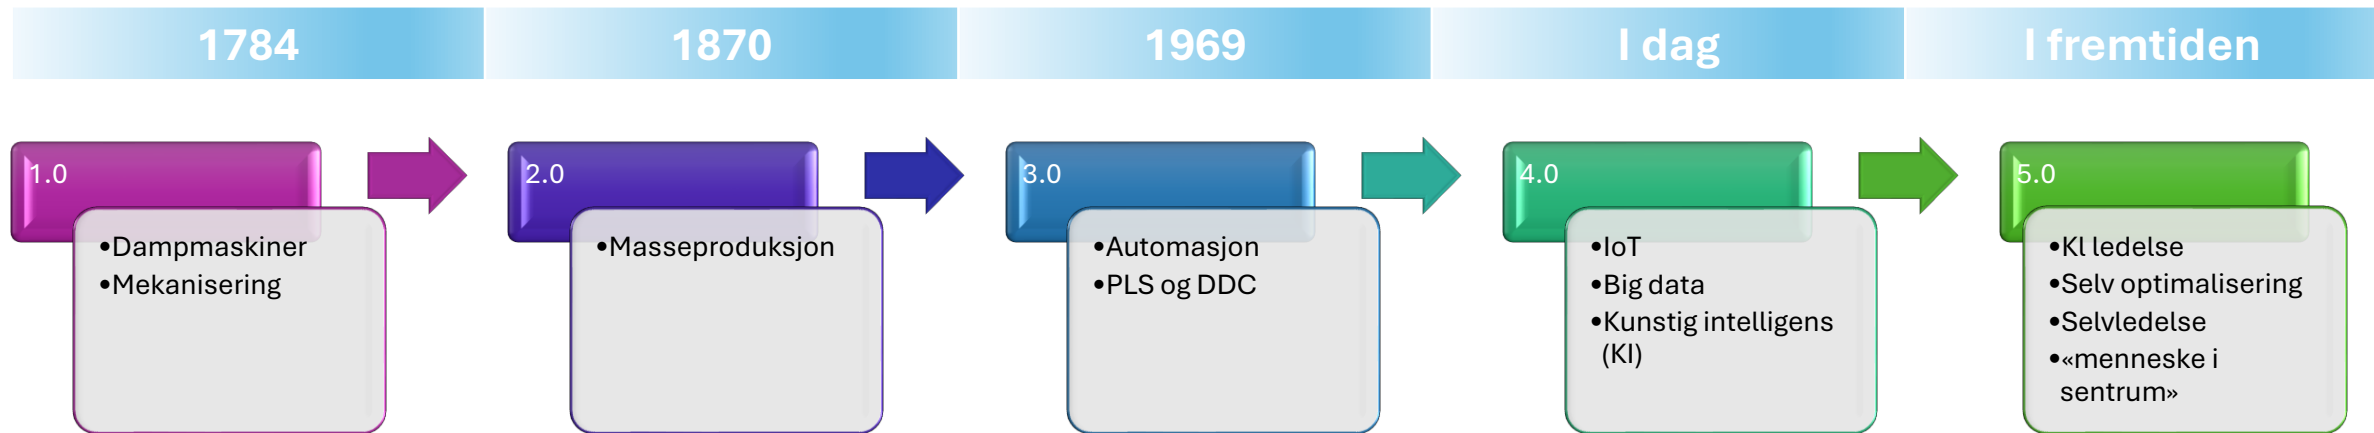 1784
1870
1969
I dag
I fremtiden
1.0
•Dampmaskiner
•Mekanisering
2.0
•Masseproduksjon
3.0
•Automasjon
•PLS og DDC
4.0
•IoT
•Big data
•Kunstig intelligens
(KI)
5.0
•KI ledelse
•Selv optimalisering
•Selvledelse
•«menneske i
sentrum»